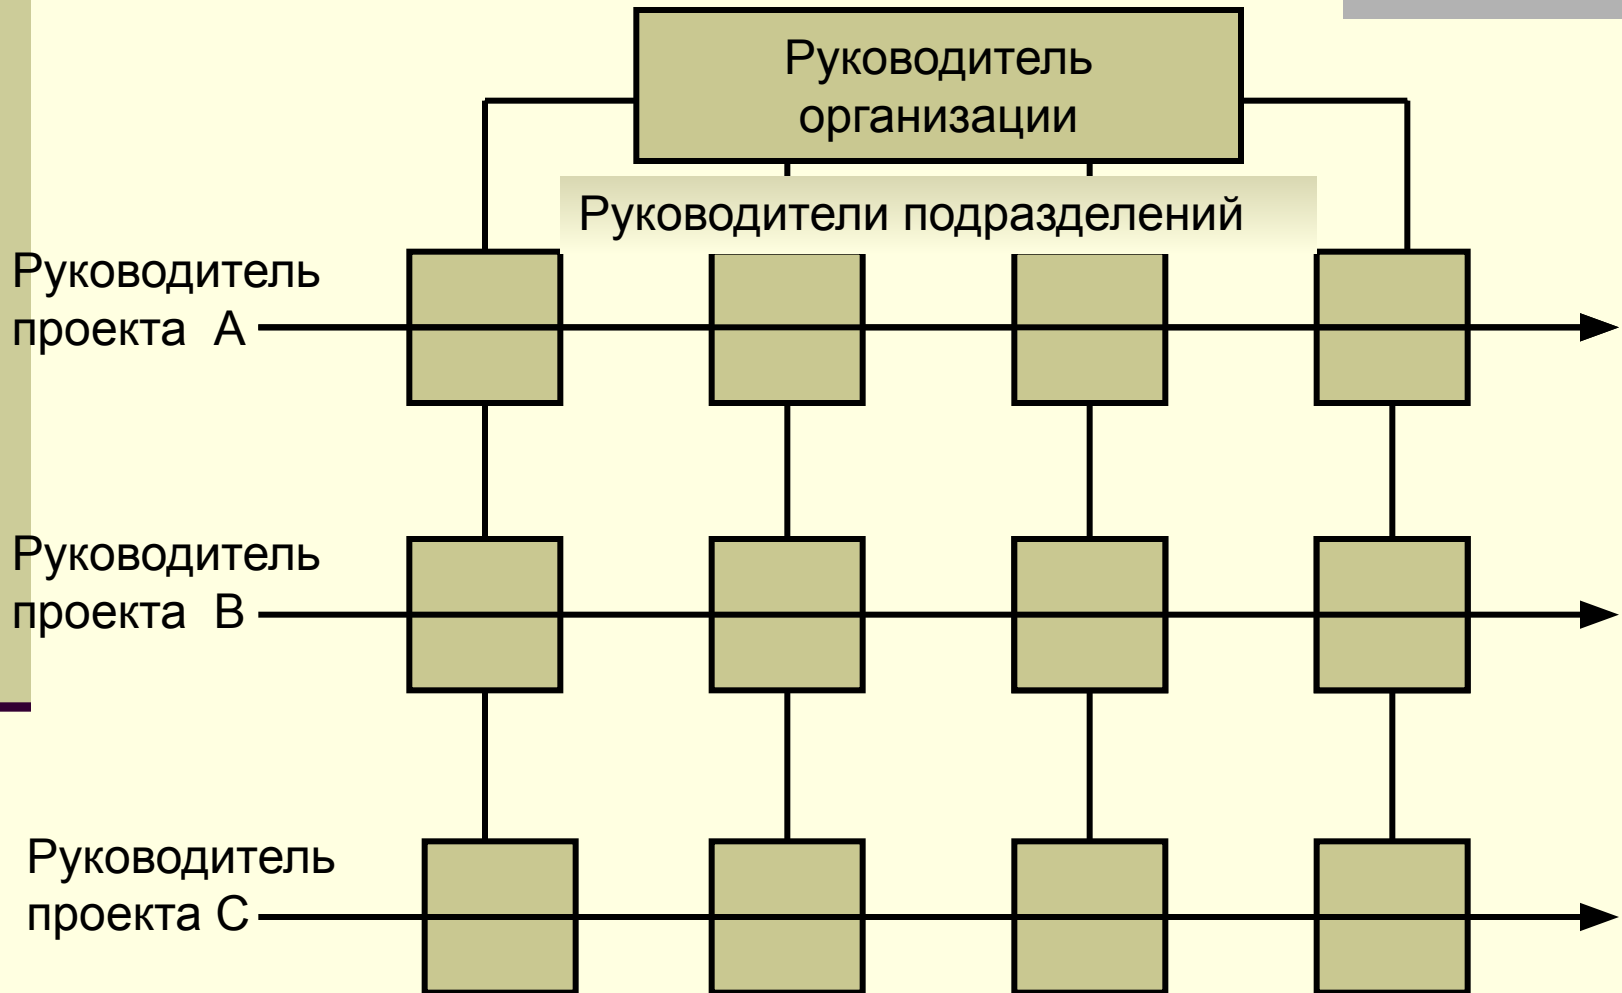 Руководитель
организации
Руководители подразделений
Руководитель
проекта А
Руководитель
проекта В
Руководитель
проекта С